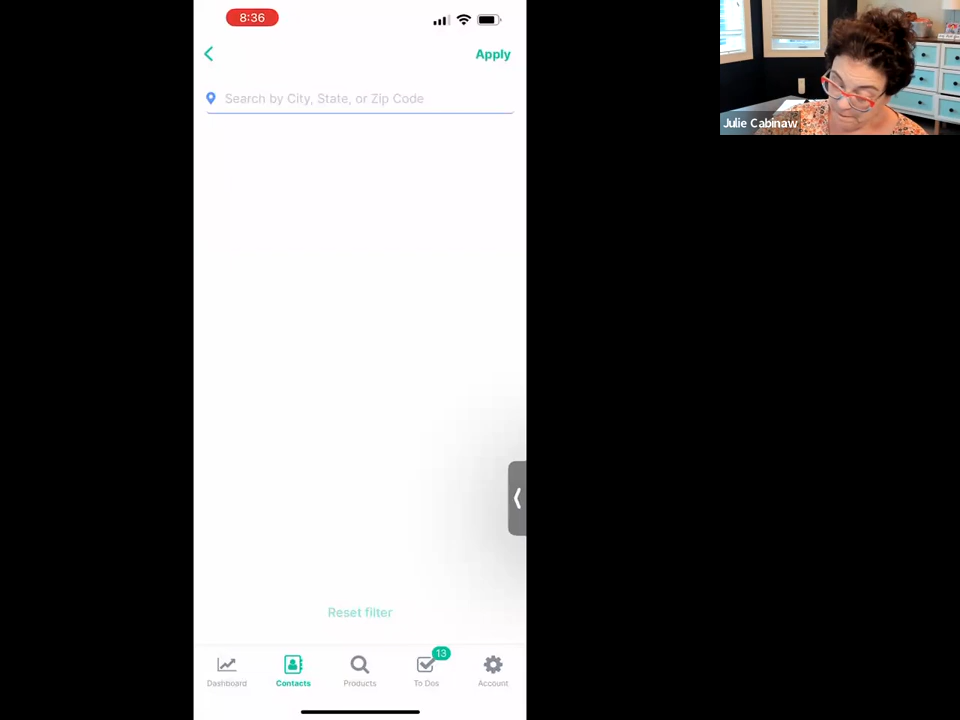 8:36
Apply
Search by City, State, or Zip Code
Julie Cabinaw
Reset filter
13
Dashboard
Contacts
Products
To Dos
Account